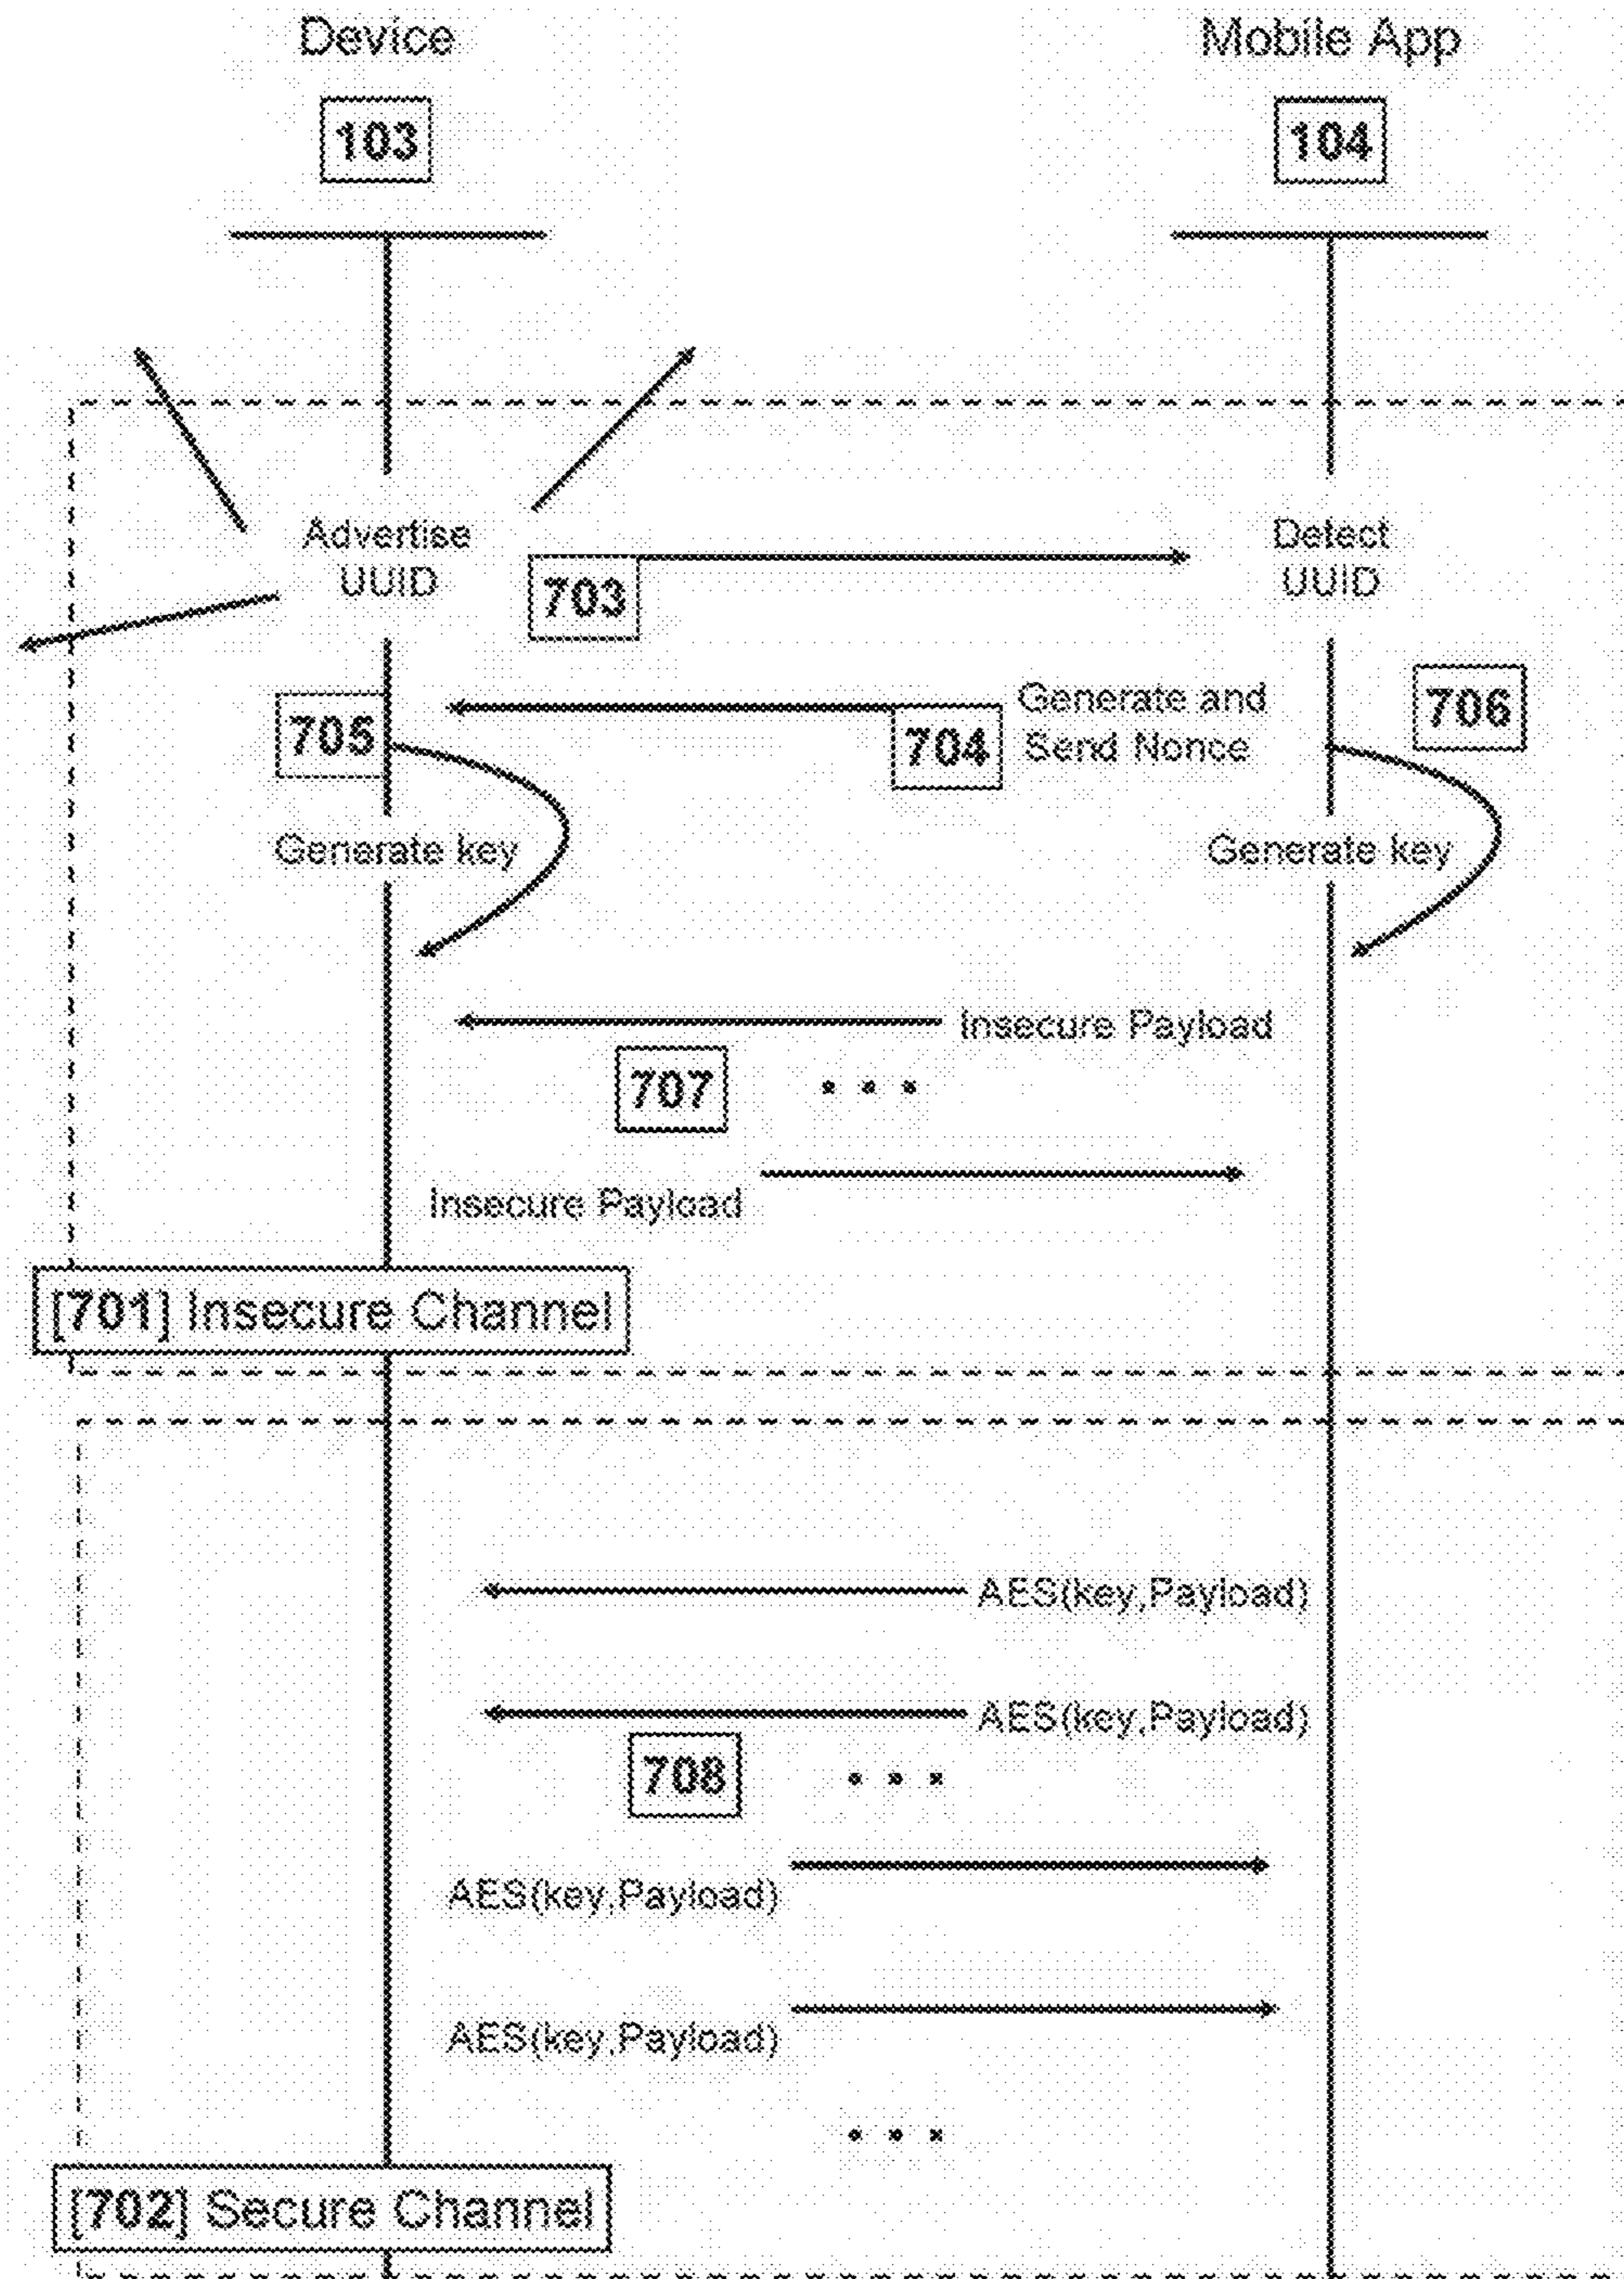 Device
Mobile App
103
104
Advertise
UUID
703
Detect
UUID
705
704
Generate and
Send Nonce
706
Generate key
Generate key
Insecure Payload
707
. . .
Insecure Payload
[701] Insecure Channel
AES(key,Payload)
AES(key,Payload)
708
. . .
AES(key,Payload)
AES(key,Payload)
. . .
[702] Secure Channel